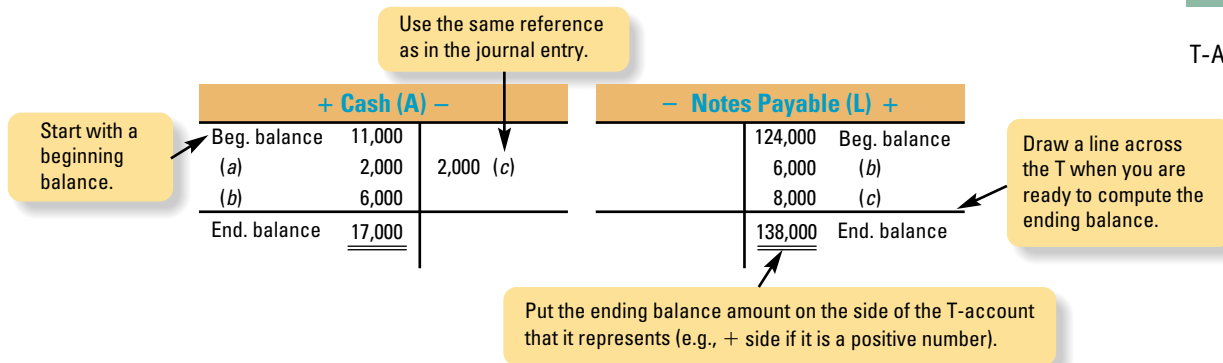 Use the same reference
as in the journal entry.
T-A
+ Cash (A) −
− Notes Payable (L) +
Start with a
beginning
balance.
Beg. balance 11,000
(a) 2,000 2,000 (c)
(b) 6,000
End. balance 17,000
124,000 Beg. balance
6,000 (b)
8,000 (c)
138,000 End. balance
Draw a line across
the T when you are
ready to compute the
ending balance.
Put the ending balance amount on the side of the T-account
that it represents (e.g., + side if it is a positive number).